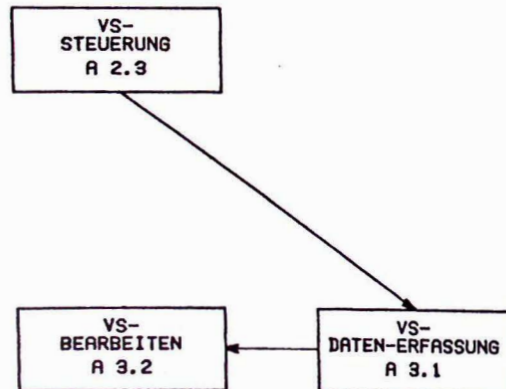 VS-
STEUERUNG
A 2.3
VS-
BEARBEITEN
A 3.2
VS-
DATEN-ERFASSUNG
A 3.1